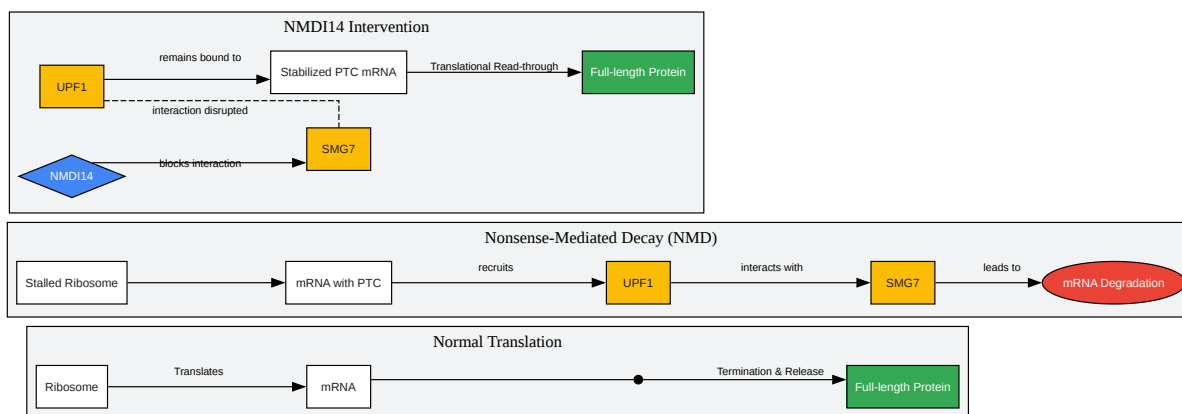 NMDI14 Intervention
UPF1
remains bound to
Stabilized PTC mRNA
Translational Read-through
Full-length Protein
interaction disrupted
SMG7
NMDI14
blocks interaction
Nonsense-Mediated Decay (NMD)
Stalled Ribosome
mRNA with PTC
recruits
UPF1
interacts with
SMG7
leads to
mRNA Degradation
Normal Translation
Ribosome
Translates
mRNA
Termination & Release
Full-length Protein